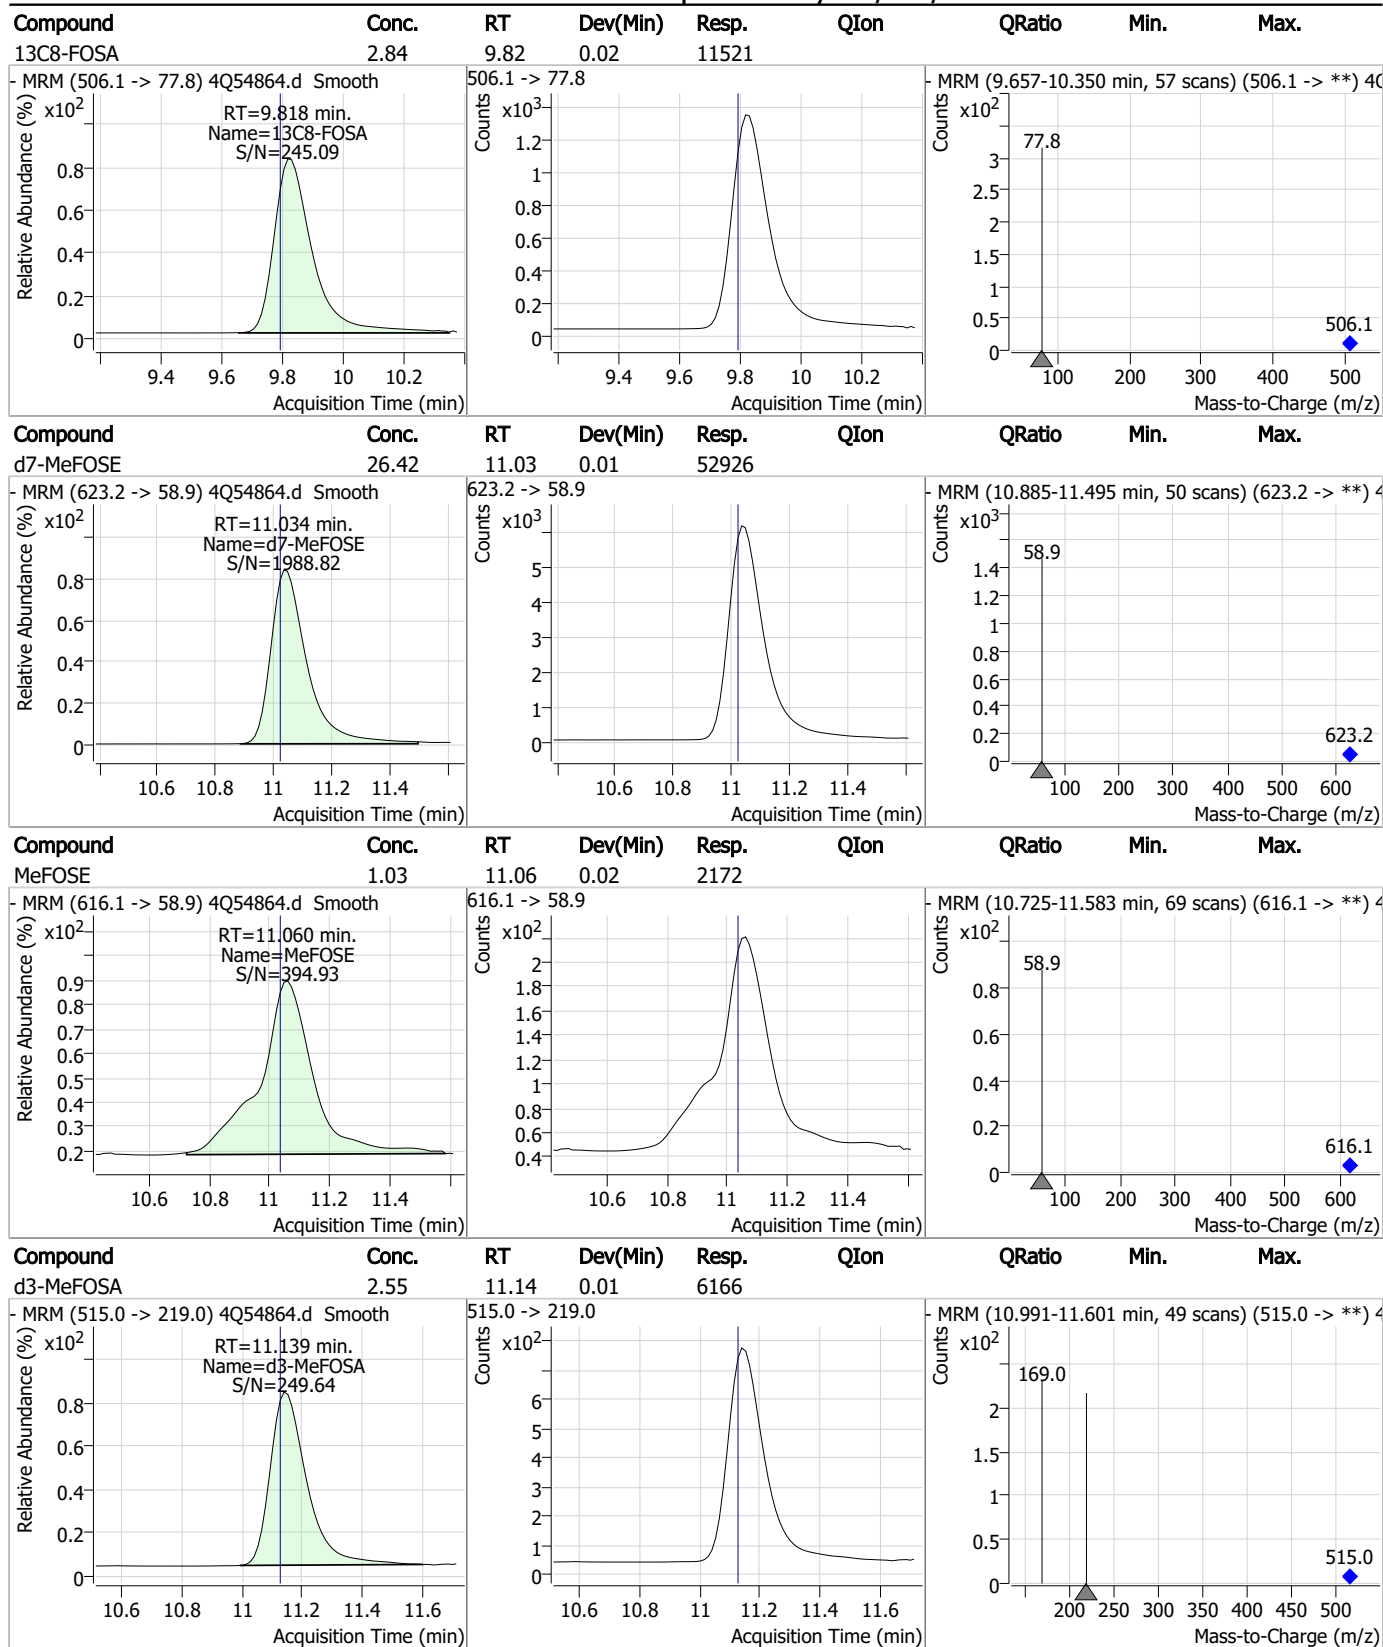 Compound Conc. RT Dev(Min) Resp. QIon QRatio Min. Max.
13C8-FOSA 2.84 9.82 0.02 11521
- MRM (506.1 -> 77.8) 4Q54864.d Smooth
506.1 -> 77.8
- MRM (9.657-10.350 min, 57 scans) (506.1 -> **)
Relative Abundance (%)
x10²
RT=9.818 min.
Name=13C8-FOSA
S/N=245.09
0.8
0.6
0.4
0.2
0
9.4 9.6 9.8 10 10.2
Acquisition Time (min)
Counts
x10³
1.2
1
0.8
0.6
0.4
0.2
0
9.4 9.6 9.8 10 10.2
Acquisition Time (min)
Counts
x10²
77.8
3
2.5
2
1.5
1
0.5
0
506.1
100 200 300 400 500
Mass-to-Charge (m/z)
Compound Conc. RT Dev(Min) Resp. QIon QRatio Min. Max.
d7-MeFOSE 26.42 11.03 0.01 52926
- MRM (623.2 -> 58.9) 4Q54864.d Smooth
623.2 -> 58.9
- MRM (10.885-11.495 min, 50 scans) (623.2 -> **)
Relative Abundance (%)
x10²
RT=11.034 min.
Name=d7-MeFOSE
S/N=1988.82
0.8
0.6
0.4
0.2
0
10.6 10.8 11 11.2 11.4
Acquisition Time (min)
Counts
x10³
5
4
3
2
1
0
10.6 10.8 11 11.2 11.4
Acquisition Time (min)
Counts
x10³
58.9
1.4
1.2
1
0.8
0.6
0.4
0.2
0
623.2
100 200 300 400 500 600
Mass-to-Charge (m/z)
Compound Conc. RT Dev(Min) Resp. QIon QRatio Min. Max.
MeFOSE 1.03 11.06 0.02 2172
- MRM (616.1 -> 58.9) 4Q54864.d Smooth
616.1 -> 58.9
- MRM (10.725-11.583 min, 69 scans) (616.1 -> **)
Relative Abundance (%)
x10²
RT=11.060 min.
Name=MeFOSE
S/N=394.93
0.9
0.8
0.7
0.6
0.5
0.4
0.3
0.2
10.6 10.8 11 11.2 11.4
Acquisition Time (min)
Counts
x10²
2
1.8
1.6
1.4
1.2
1
0.8
0.6
0.4
10.6 10.8 11 11.2 11.4
Acquisition Time (min)
Counts
x10²
58.9
0.8
0.6
0.4
0.2
0
616.1
100 200 300 400 500 600
Mass-to-Charge (m/z)
Compound Conc. RT Dev(Min) Resp. QIon QRatio Min. Max.
d3-MeFOSA 2.55 11.14 0.01 6166
- MRM (515.0 -> 219.0) 4Q54864.d Smooth
515.0 -> 219.0
- MRM (10.991-11.601 min, 49 scans) (515.0 -> **)
Relative Abundance (%)
x10²
RT=11.139 min.
Name=d3-MeFOSA
S/N=249.64
0.8
0.6
0.4
0.2
0
10.6 10.8 11 11.2 11.4 11.6
Acquisition Time (min)
Counts
x10²
6
5
4
3
2
1
0
10.6 10.8 11 11.2 11.4 11.6
Acquisition Time (min)
Counts
x10²
169.0
2
1.5
1
0.5
0
515.0
200 250 300 350 400 450 500
Mass-to-Charge (m/z)